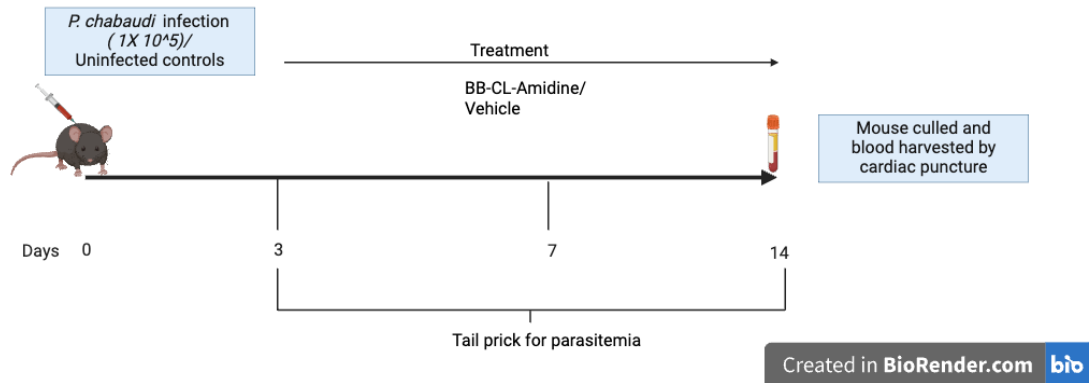 P. chabaudi infection
( 1X 10^5)/
Uninfected controls
Treatment
BB-CL-Amidine/
Vehicle
Mouse culled and
blood harvested by
cardiac puncture
Days 0 3 7 14
Tail prick for parasitemia
Created in BioRender.com bio